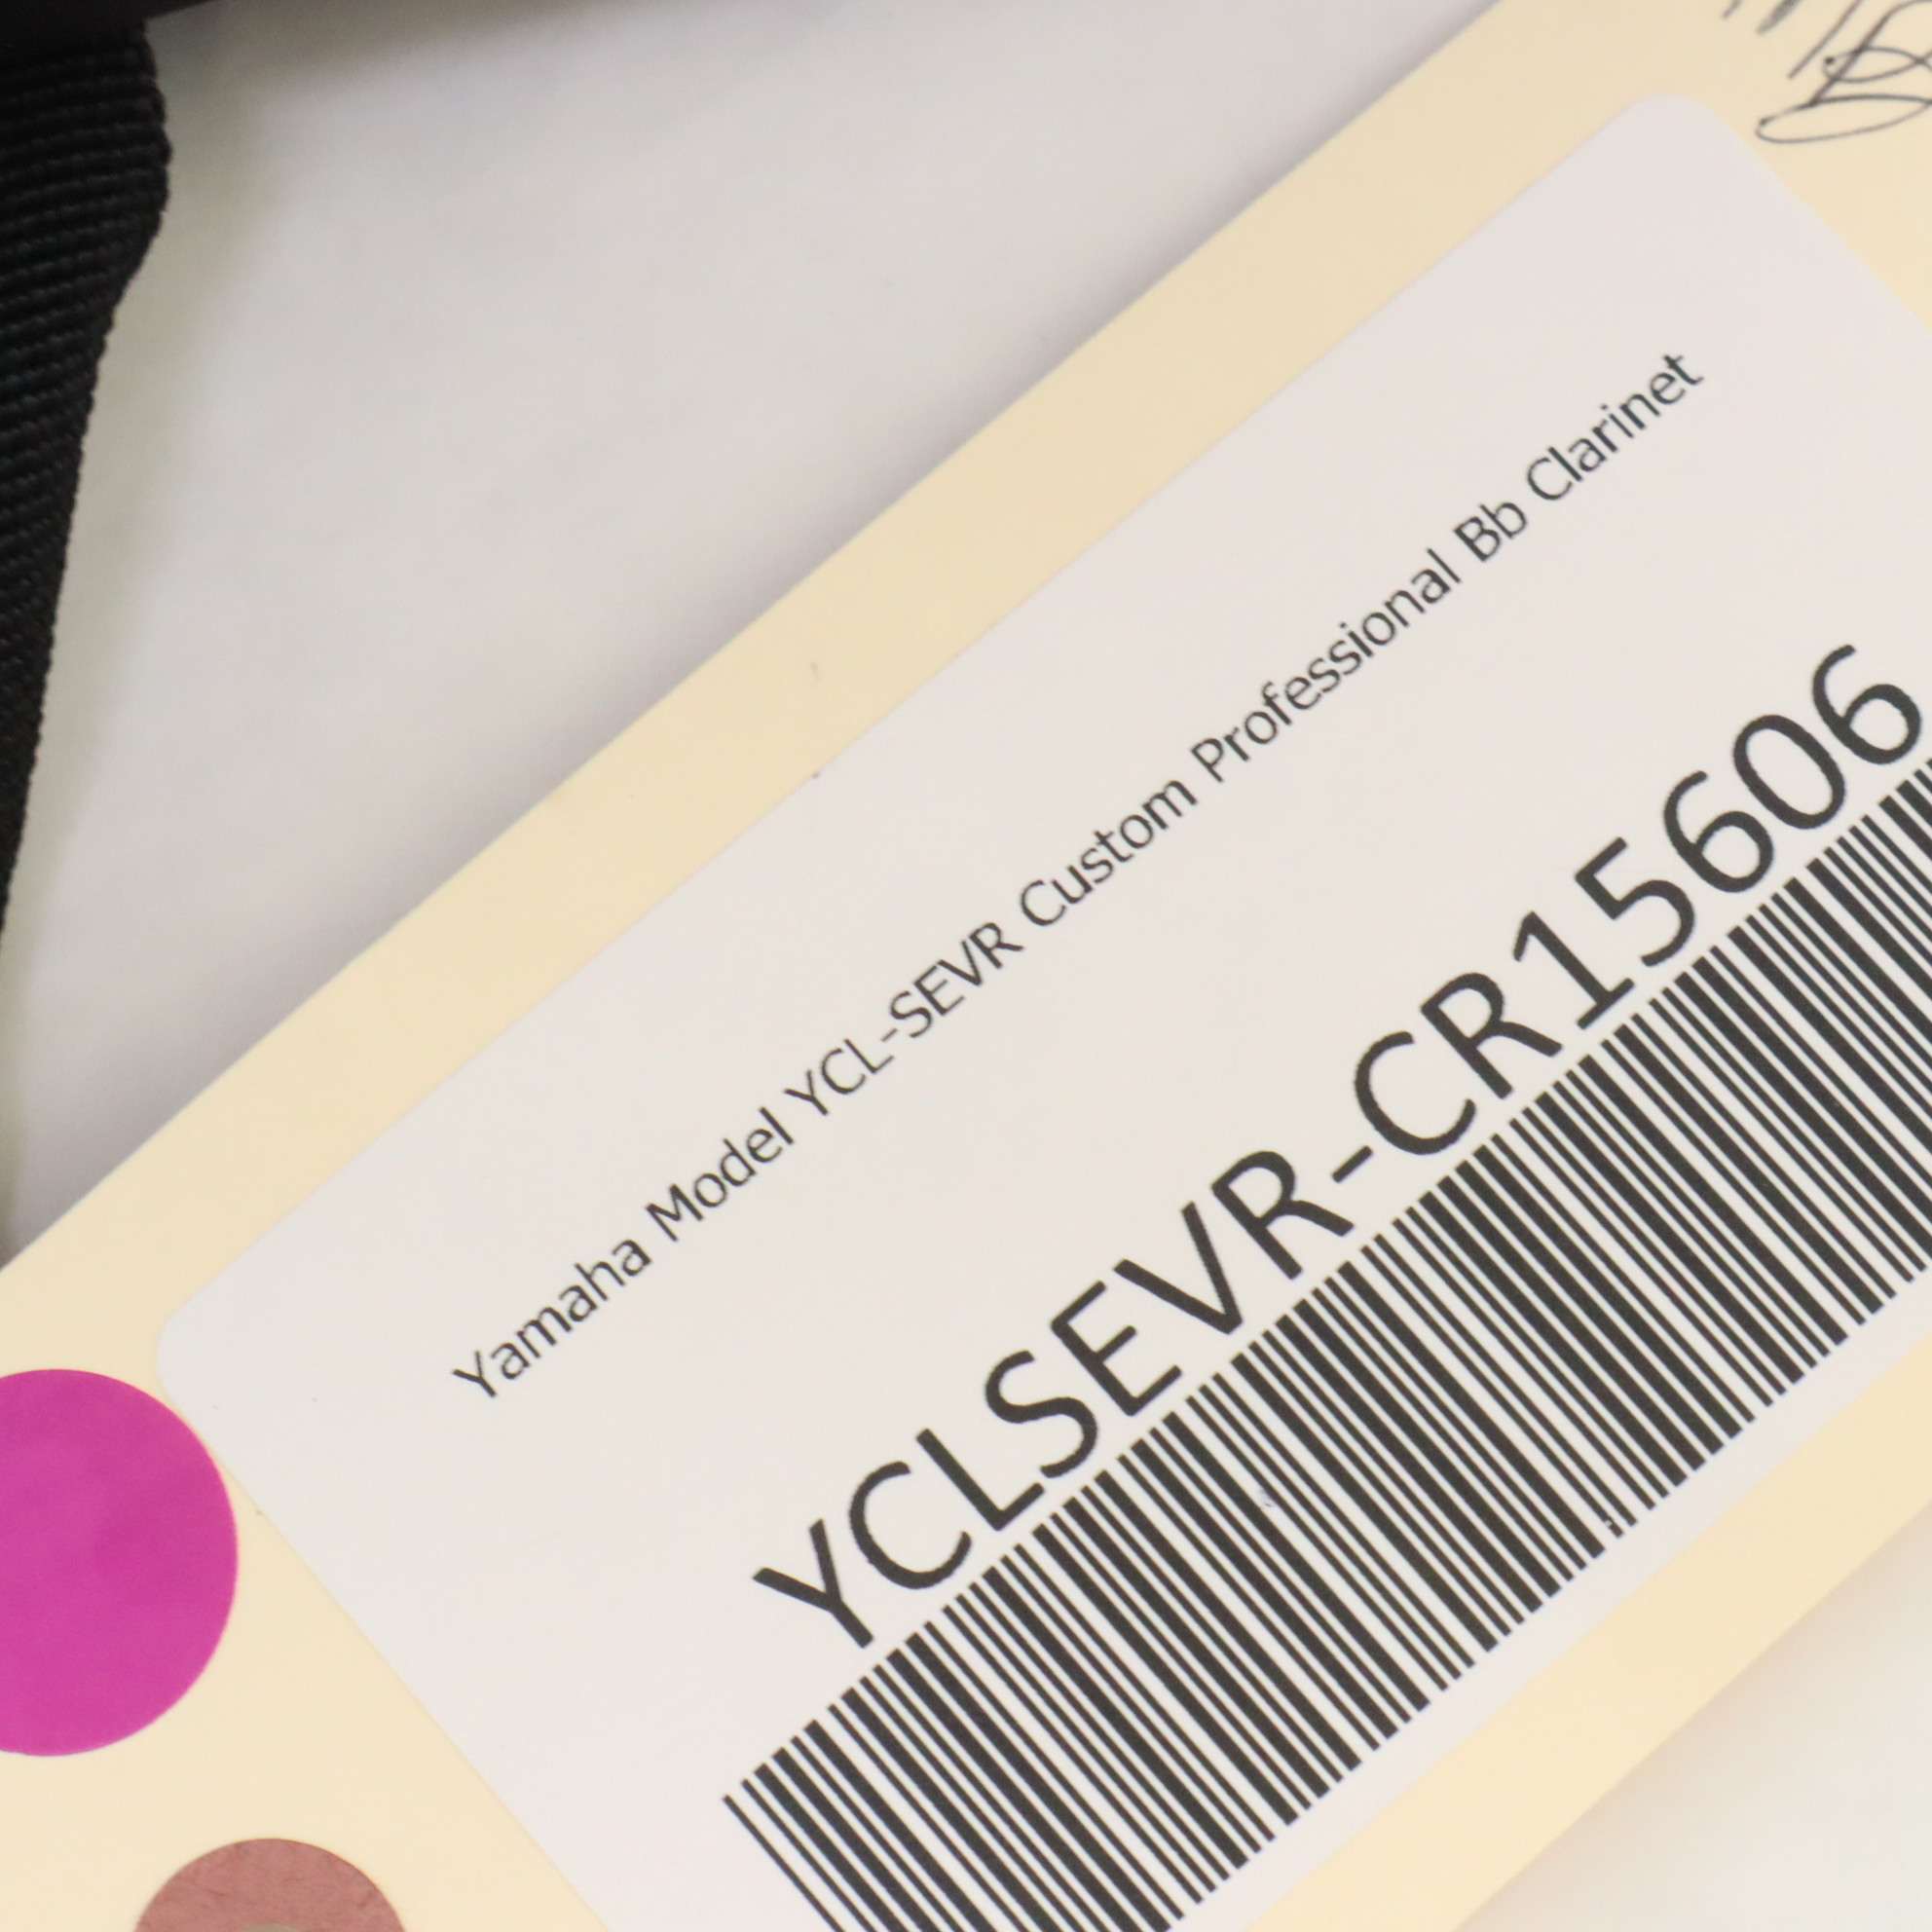 Yamaha Model YCL-SEVR Custom Professional Bb Clarinet
YCLSEVR-CR15606